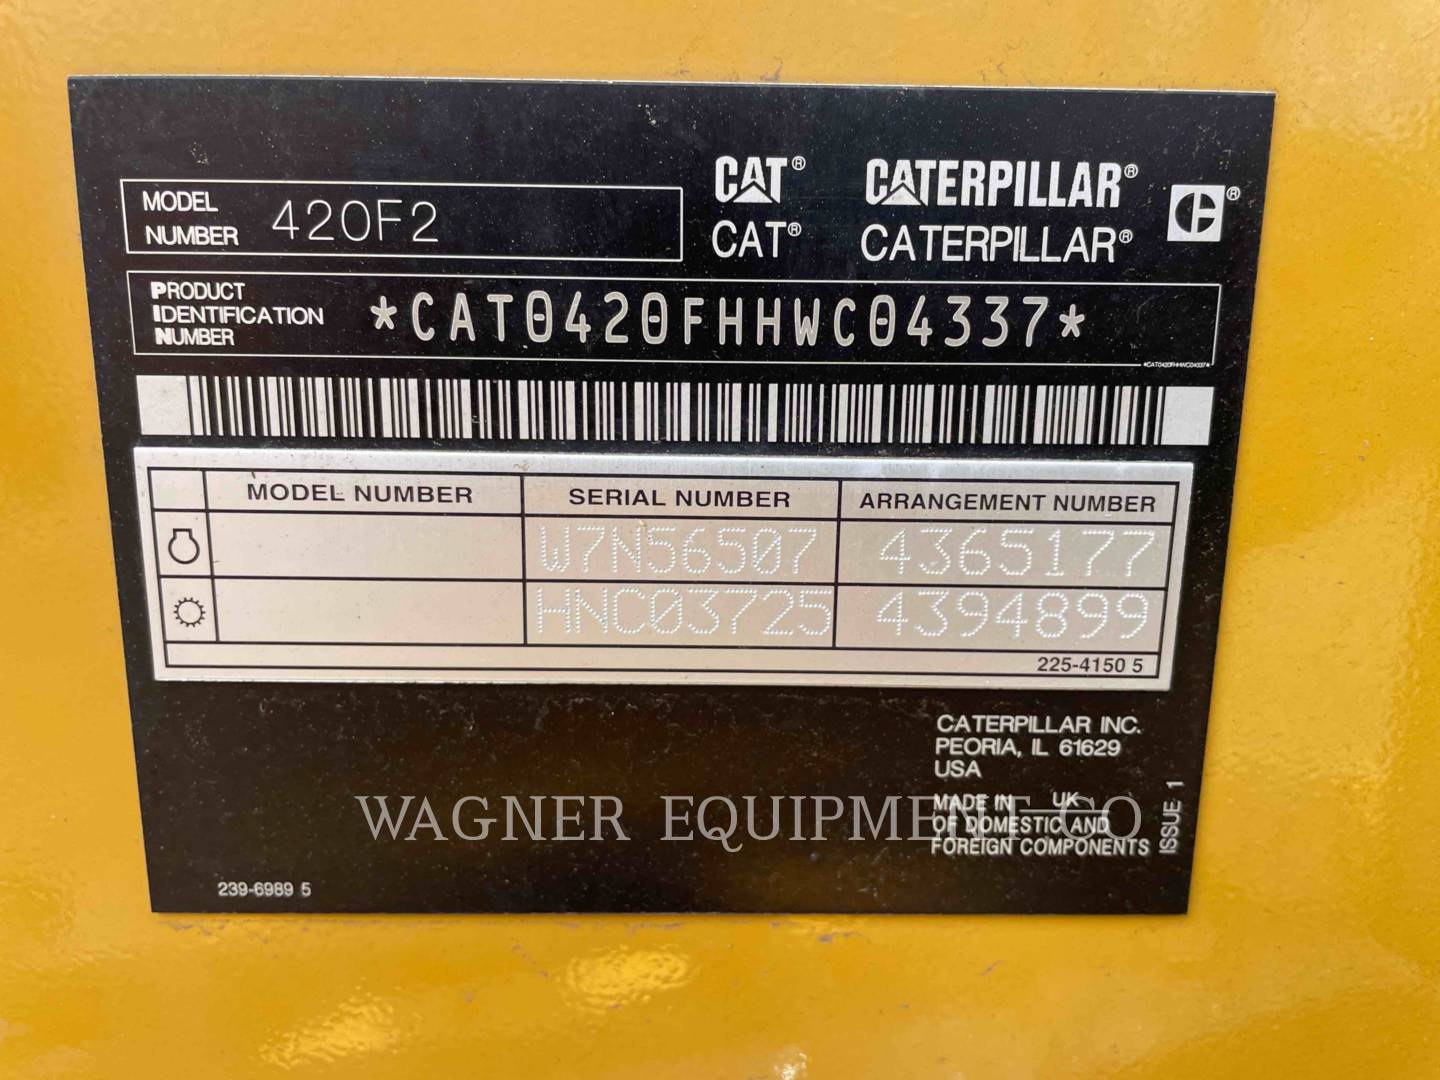 CAT® CATERPILLAR® ®
CAT® CATERPILLAR®
MODEL
NUMBER 420F2
PRODUCT
IDENTIFICATION
NUMBER
*CAT0420FHHWC04337*
*CAT0420FHHWC04337*
MODEL NUMBER SERIAL NUMBER ARRANGEMENT NUMBER
W7N56507 4365177
HNC03725 4394899
225-4150 5
CATERPILLAR INC.
PEORIA, IL 61629
USA
MADE IN UK
OF DOMESTIC AND
FOREIGN COMPONENTS
ISSUE 1
WAGNER EQUIPMENT CO
239-6989 5